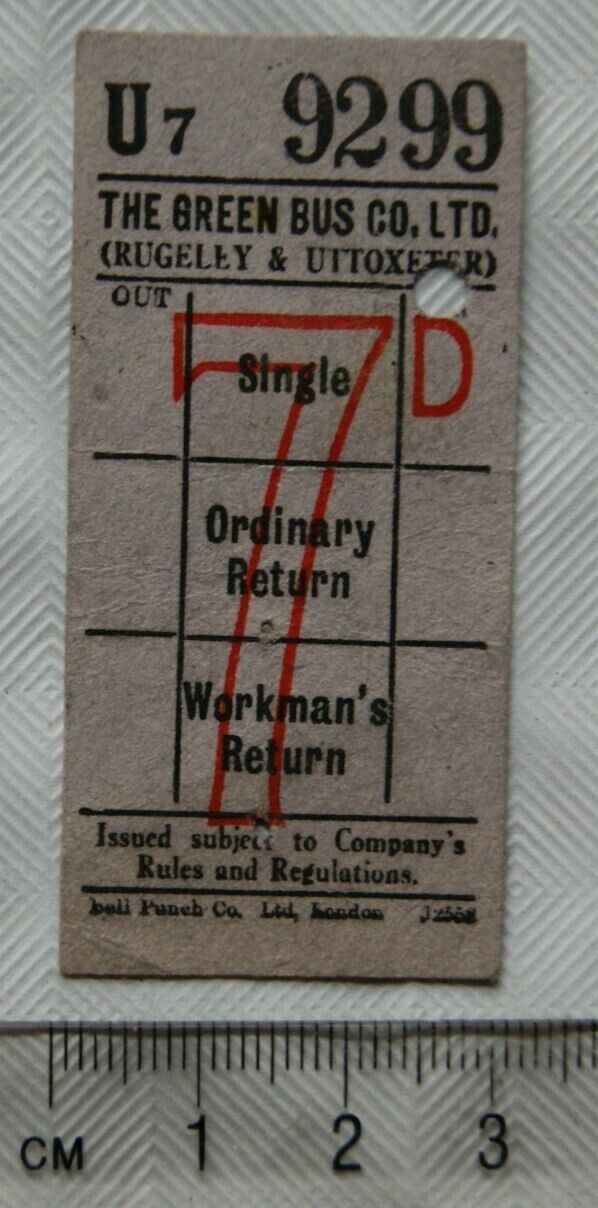 U7 9299
THE GREEN BUS CO. LTD.
(RUGELEY & UTTOXETER)
OUT
7D
Single
Ordinary
Return
Workman's
Return
Issued subject to Company's
Rules and Regulations.
Bell Punch Co. Ltd, London J2558
CM 1 2 3